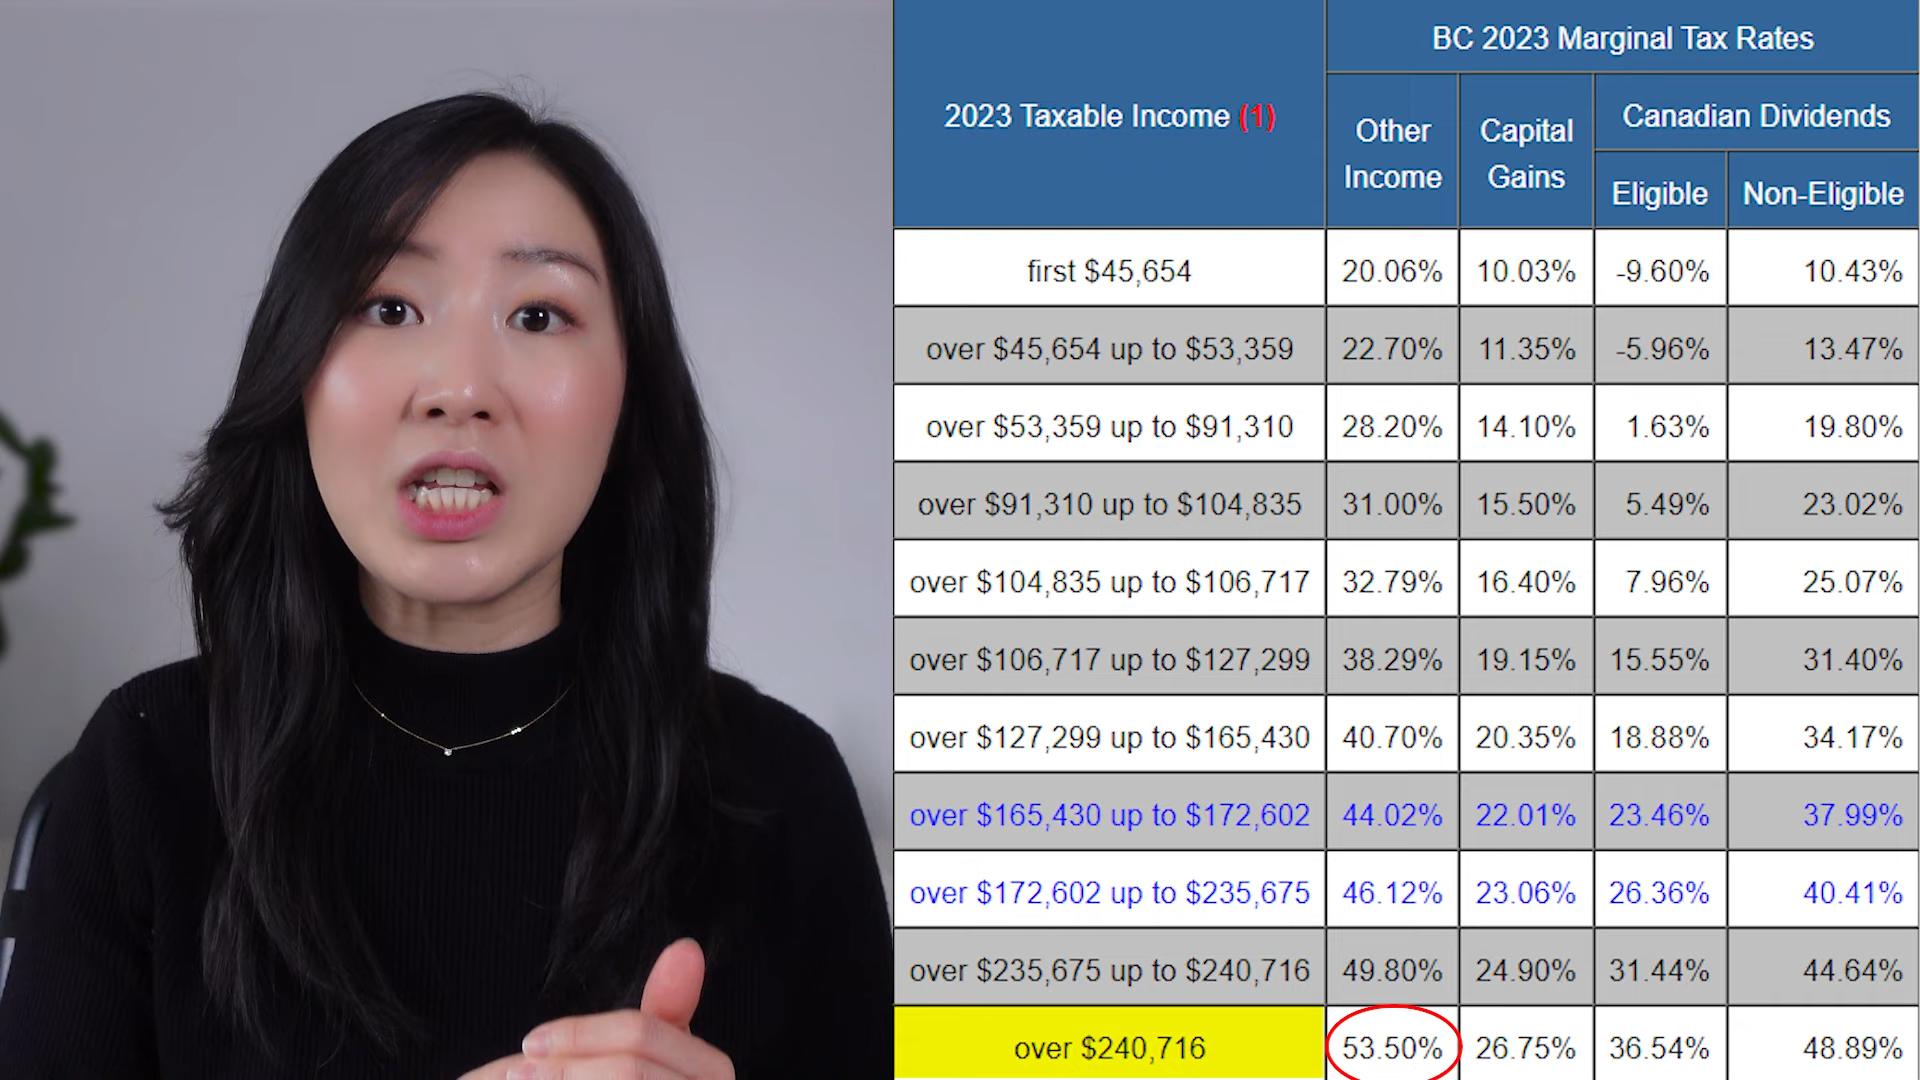 BC 2023 Marginal Tax Rates
2023 Taxable Income (1)
Other Income
Capital Gains
Canadian Dividends
Eligible
Non-Eligible
first $45,654 20.06% 10.03% -9.60% 10.43%
over $45,654 up to $53,359 22.70% 11.35% -5.96% 13.47%
over $53,359 up to $91,310 28.20% 14.10% 1.63% 19.80%
over $91,310 up to $104,835 31.00% 15.50% 5.49% 23.02%
over $104,835 up to $106,717 32.79% 16.40% 7.96% 25.07%
over $106,717 up to $127,299 38.29% 19.15% 15.55% 31.40%
over $127,299 up to $165,430 40.70% 20.35% 18.88% 34.17%
over $165,430 up to $172,602 44.02% 22.01% 23.46% 37.99%
over $172,602 up to $235,675 46.12% 23.06% 26.36% 40.41%
over $235,675 up to $240,716 49.80% 24.90% 31.44% 44.64%
over $240,716 53.50% 26.75% 36.54% 48.89%